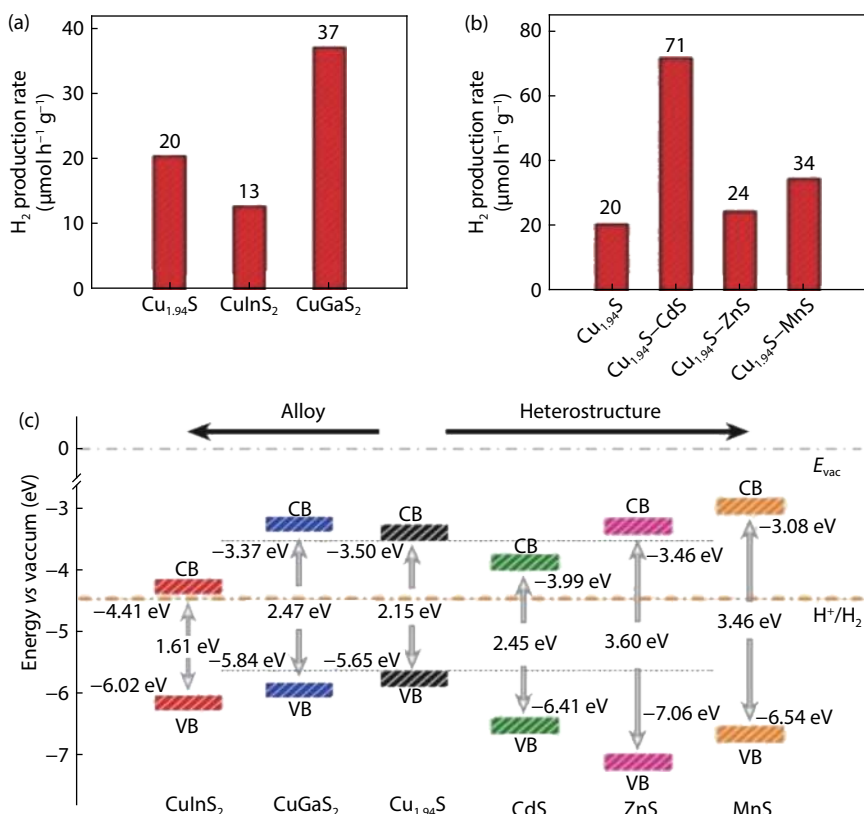 (a)
H₂ production rate
(μmol h⁻¹ g⁻¹)
40
30
20
10
0
20
13
37
Cu₁.₉₄S
CuInS₂
CuGaS₂
(b)
H₂ production rate
(μmol h⁻¹ g⁻¹)
80
60
40
20
0
20
71
24
34
Cu₁.₉₄S
Cu₁.₉₄S–CdS
Cu₁.₉₄S–ZnS
Cu₁.₉₄S–MnS
(c)
Alloy
Heterostructure
Energy vs vaccum (eV)
0
−3
−4
−5
−6
−7
E_vac
H⁺/H₂
CB
−4.41 eV
1.61 eV
−6.02 eV
VB
CuInS₂
CB
−3.37 eV
2.47 eV
−5.84 eV
VB
CuGaS₂
CB
−3.50 eV
2.15 eV
−5.65 eV
VB
Cu₁.₉₄S
CB
−3.99 eV
2.45 eV
−6.41 eV
VB
CdS
CB
−3.46 eV
3.60 eV
−7.06 eV
VB
ZnS
CB
−3.08 eV
3.46 eV
−6.54 eV
VB
MnS